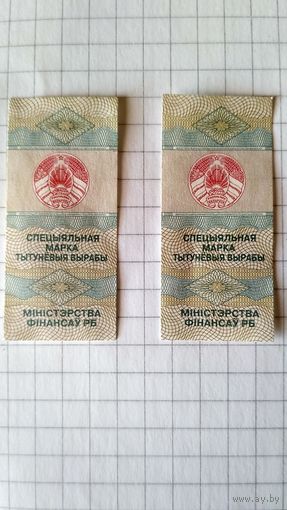 СПЕЦЫЯЛЬНАЯ
МАРКА
ТЫТУНЁВЫЯ ВЫРАБЫ
МІНІСТЭРСТВА
ФІНАНСАЎ РБ
СПЕЦЫЯЛЬНАЯ
МАРКА
ТЫТУНЁВЫЯ ВЫРАБЫ
МІНІСТЭРСТВА
ФІНАНСАЎ РБ
www.ay.by